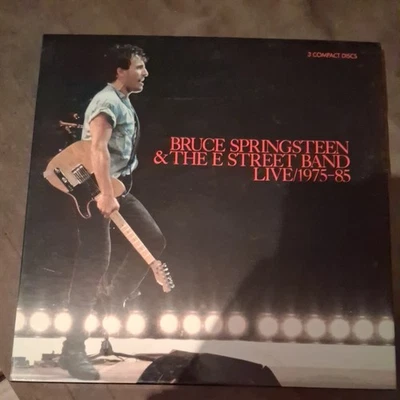 3 COMPACT DISCS
BRUCE SPRINGSTEEN
& THE E STREET BAND
LIVE/1975-85